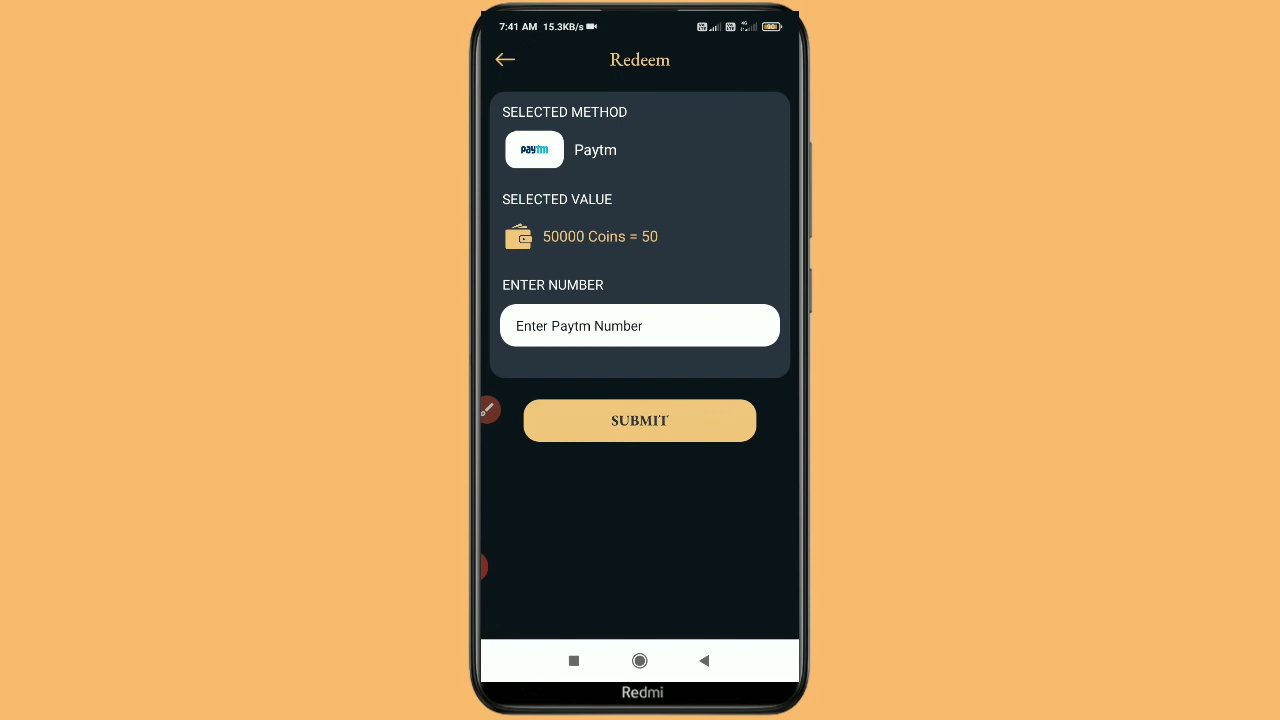 7:41 AM 15.3KB/s
Redeem
SELECTED METHOD
paytm Paytm
SELECTED VALUE
50000 Coins = 50
ENTER NUMBER
Enter Paytm Number
SUBMIT
Redmi